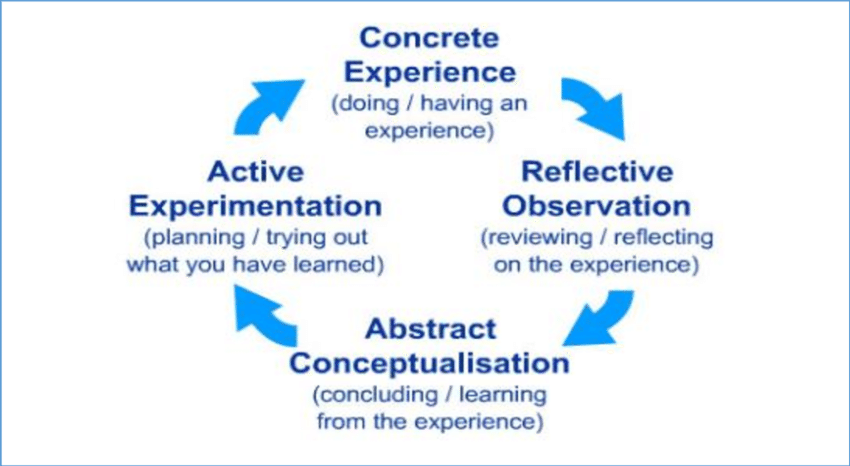 Concrete
Experience
(doing / having an
experience)
Reflective
Observation
(reviewing / reflecting
on the experience)
Abstract
Conceptualisation
(concluding / learning
from the experience)
Active
Experimentation
(planning / trying out
what you have learned)